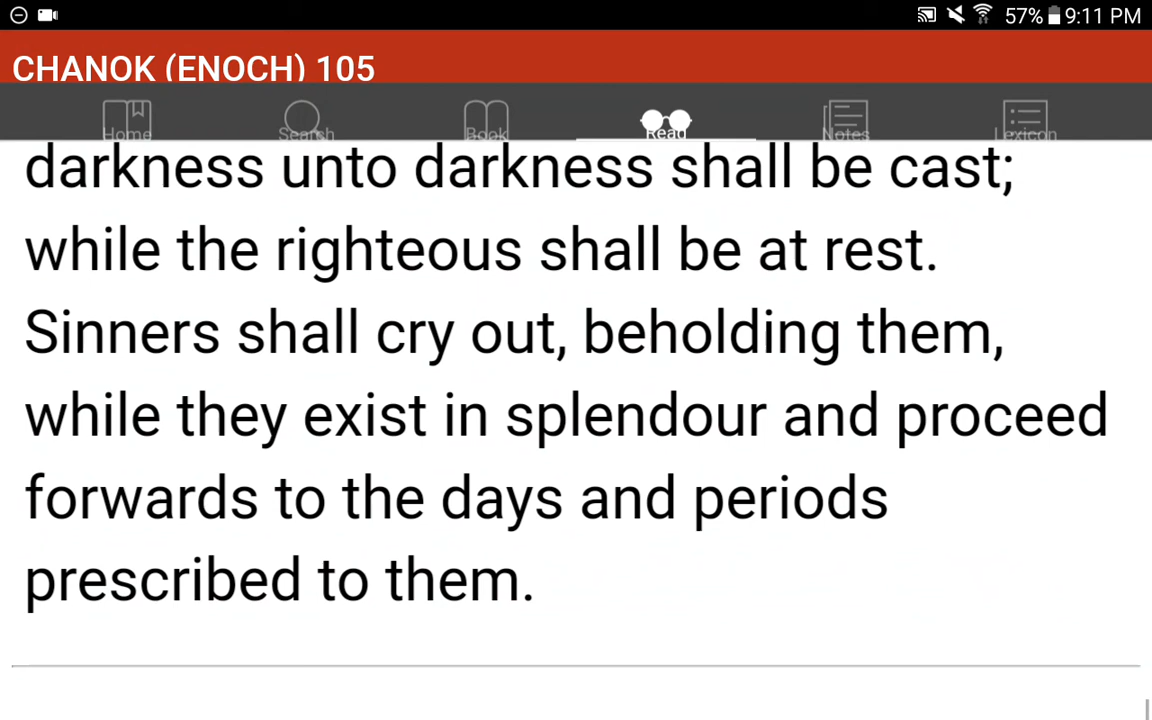 57% 9:11 PM
CHANOK (ENOCH) 105
Home Search Book Read Notes Lexicon
darkness unto darkness shall be cast;
while the righteous shall be at rest.
Sinners shall cry out, beholding them,
while they exist in splendour and proceed
forwards to the days and periods
prescribed to them.